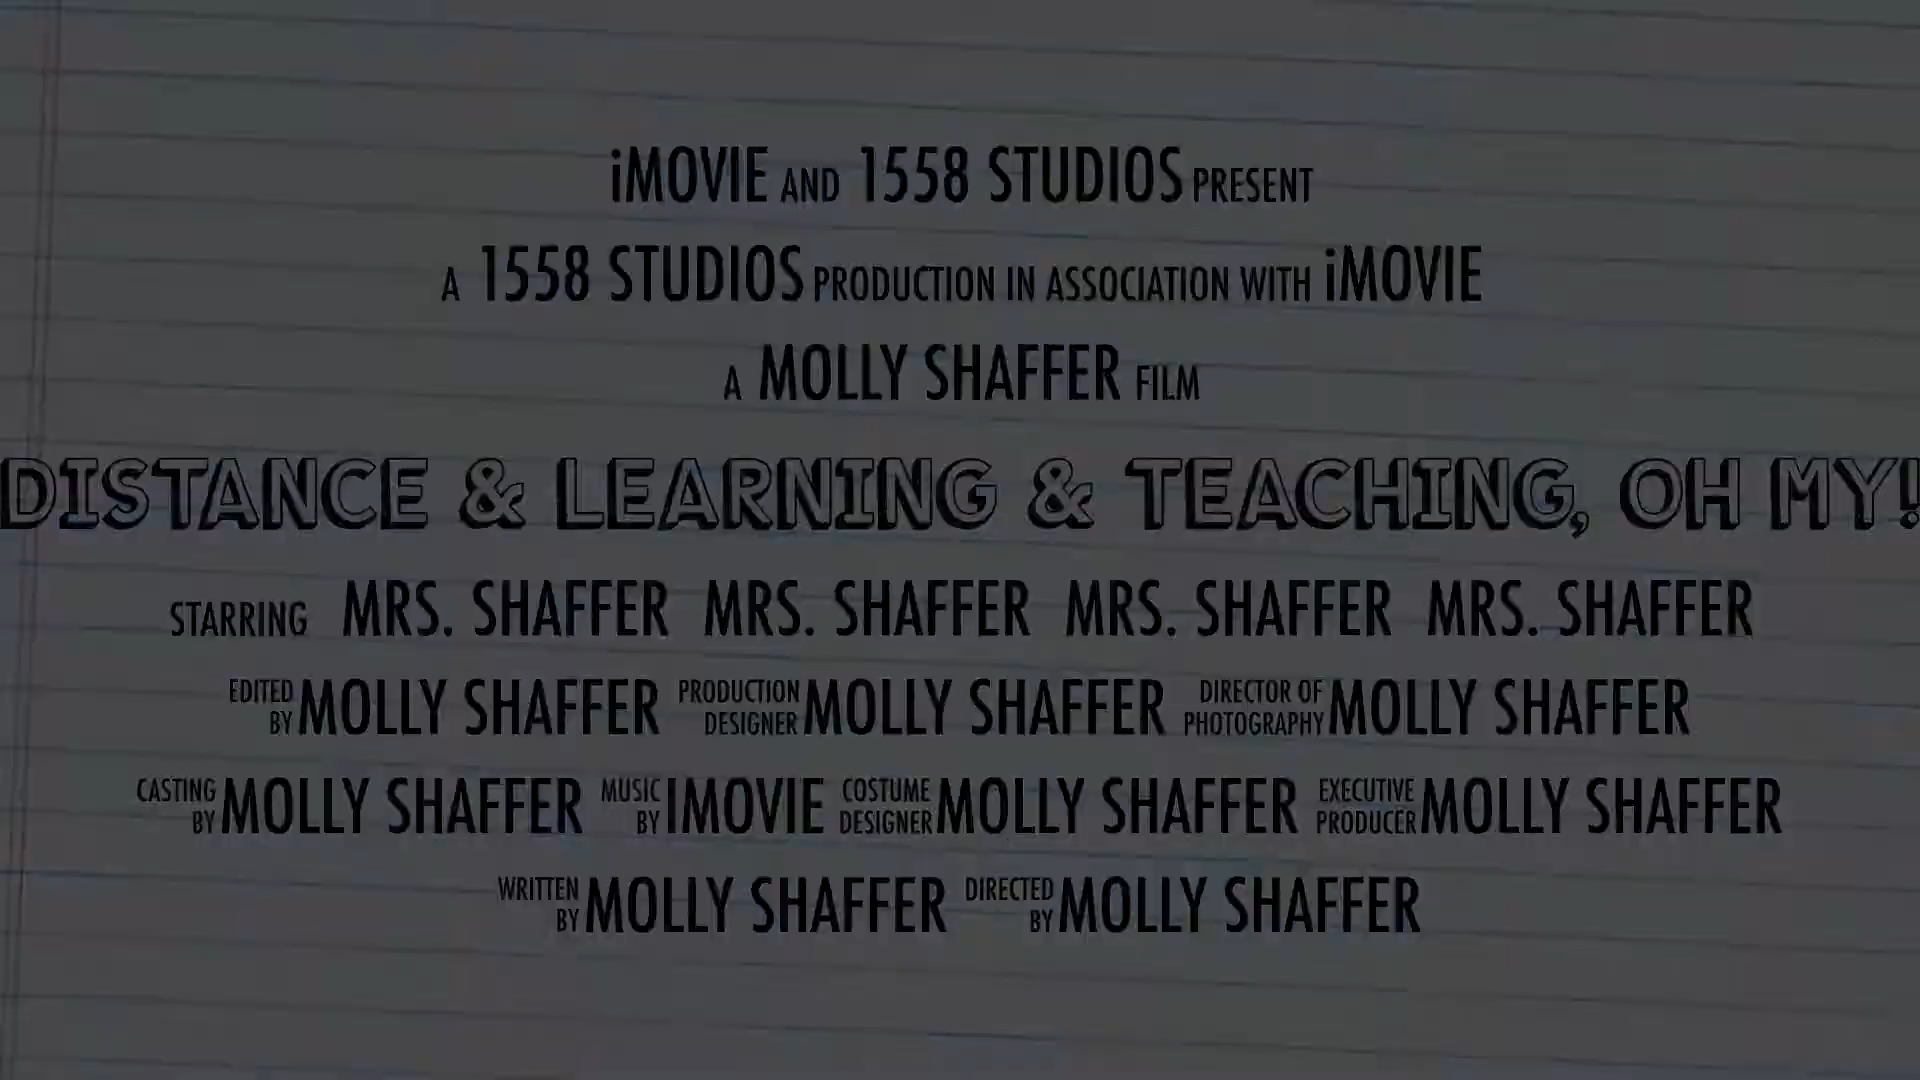 iMOVIE AND 1558 STUDIOS PRESENT
A 1558 STUDIOS PRODUCTION IN ASSOCIATION WITH iMOVIE
A MOLLY SHAFFER FILM
DISTANCE & LEARNING & TEACHING, OH MY!
STARRING MRS. SHAFFER MRS. SHAFFER MRS. SHAFFER MRS. SHAFFER
EDITED BY MOLLY SHAFFER PRODUCTION DESIGNER MOLLY SHAFFER DIRECTOR OF PHOTOGRAPHY MOLLY SHAFFER
CASTING BY MOLLY SHAFFER MUSIC BY IMOVIE COSTUME DESIGNER MOLLY SHAFFER EXECUTIVE PRODUCER MOLLY SHAFFER
WRITTEN BY MOLLY SHAFFER DIRECTED BY MOLLY SHAFFER